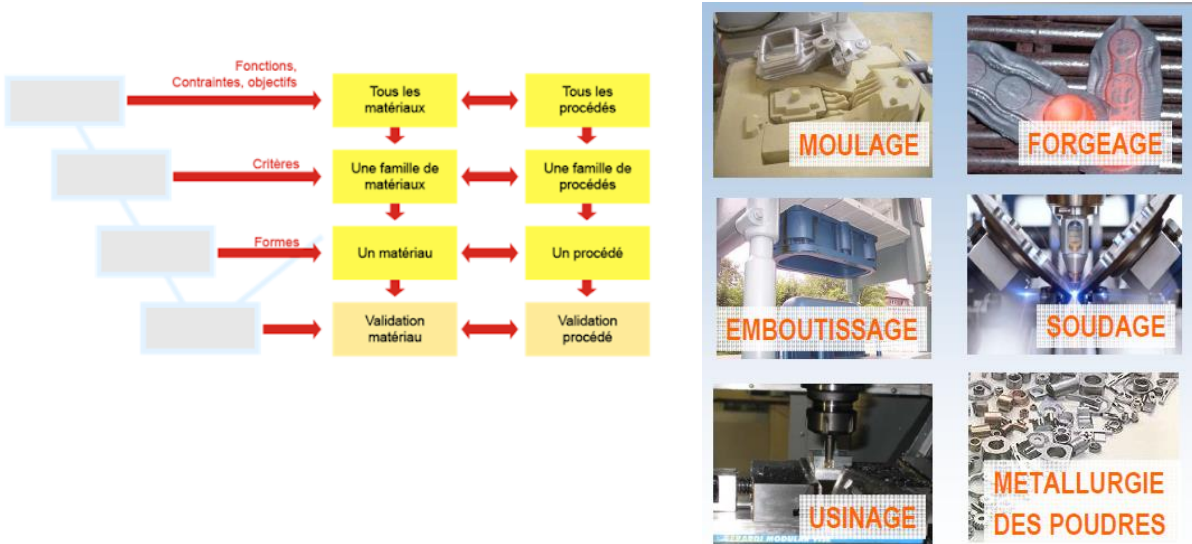 Fonctions,
Contraintes, objectifs
Tous les
matériaux
Tous les
procédés
Critères
Une famille de
matériaux
Une famille de
procédés
Formes
Un matériau
Un procédé
Validation
matériau
Validation
procédé
MOULAGE
FORGEAGE
EMBOUTISSAGE
SOUDAGE
USINAGE
METALLURGIE
DES POUDRES